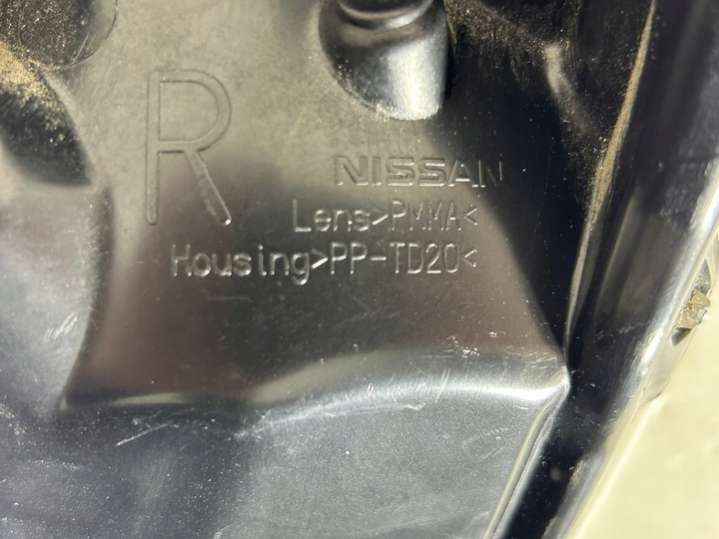 R
NISSAN
Lens>PMMA<
Housing>PP-TD20<